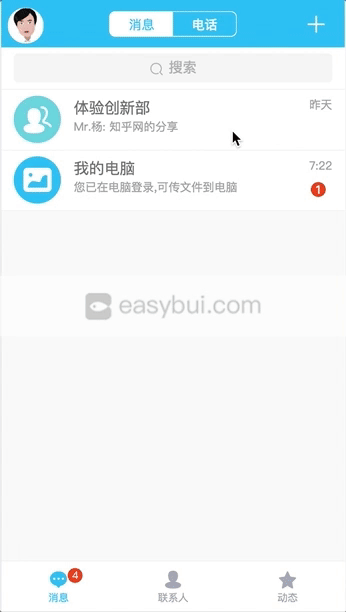 消息 电话
搜索
体验创新部 昨天
Mr.杨: 知乎网的分享
我的电脑 7:22
您已在电脑登录,可传文件到电脑 1
easybui.com
4
消息 联系人 动态